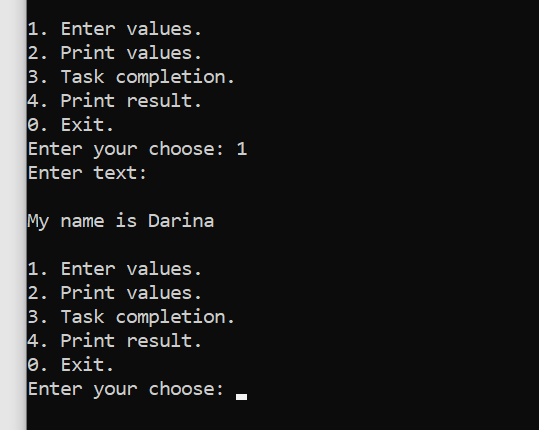 1. Enter values.
2. Print values.
3. Task completion.
4. Print result.
0. Exit.
Enter your choose: 1
Enter text:
My name is Darina
1. Enter values.
2. Print values.
3. Task completion.
4. Print result.
0. Exit.
Enter your choose: